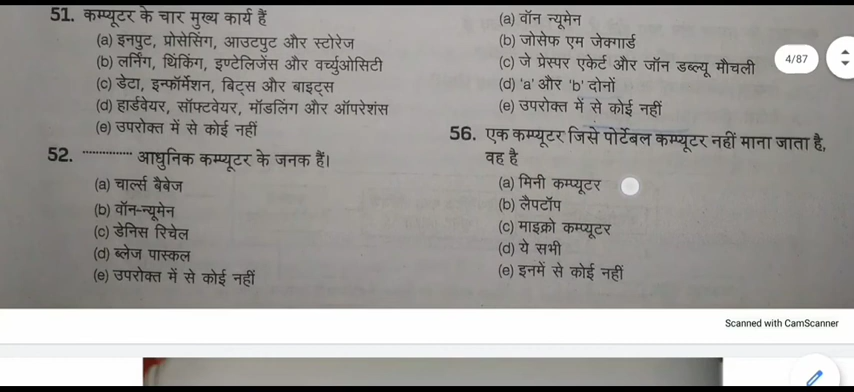 51. कम्प्यूटर के चार मुख्य कार्य हैं
(a) इनपुट, प्रोसेसिंग, आउटपुट और स्टोरेज
(b) लर्निंग, थिंकिंग, इण्टेलिजेंस और वर्च्युओसिटी
(c) डेटा, इन्फॉर्मेशन, बिट्स और बाइट्स
(d) हार्डवेयर, सॉफ्टवेयर, मॉडलिंग और ऑपरेशंस
(e) उपरोक्त में से कोई नहीं
52. .............. आधुनिक कम्प्यूटर के जनक हैं।
(a) चार्ल्स बैबेज
(b) वॉन-न्यूमेन
(c) डेनिस रिचेल
(d) ब्लेज पास्कल
(e) उपरोक्त में से कोई नहीं
(a) वॉन न्यूमेन
(b) जोसेफ एम जेक्गार्ड
(c) जे प्रेस्पर एकेर्ट और जॉन डब्ल्यू मौचली
(d) 'a' और 'b' दोनों
(e) उपरोक्त में से कोई नहीं
56. एक कम्प्यूटर जिसे पोर्टेबल कम्प्यूटर नहीं माना जाता है,
वह है
(a) मिनी कम्प्यूटर
(b) लैपटॉप
(c) माइक्रो कम्प्यूटर
(d) ये सभी
(e) इनमें से कोई नहीं
4/87
Scanned with CamScanner